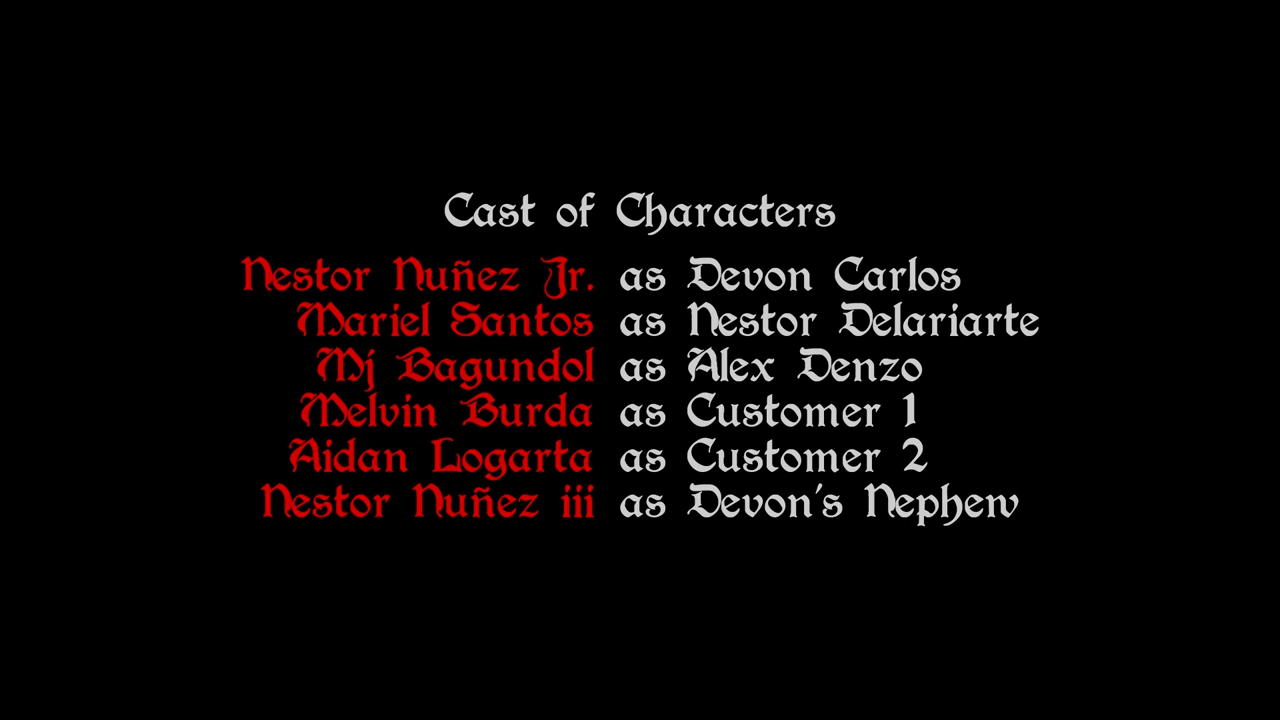 Cast of Characters
Nestor Nuñez Jr. as Devon Carlos
Mariel Santos as Nestor Delariarte
Mj Bagundol as Alex Denzo
Melvin Burda as Customer 1
Aidan Logarta as Customer 2
Nestor Nuñez iii as Devon's Nephew